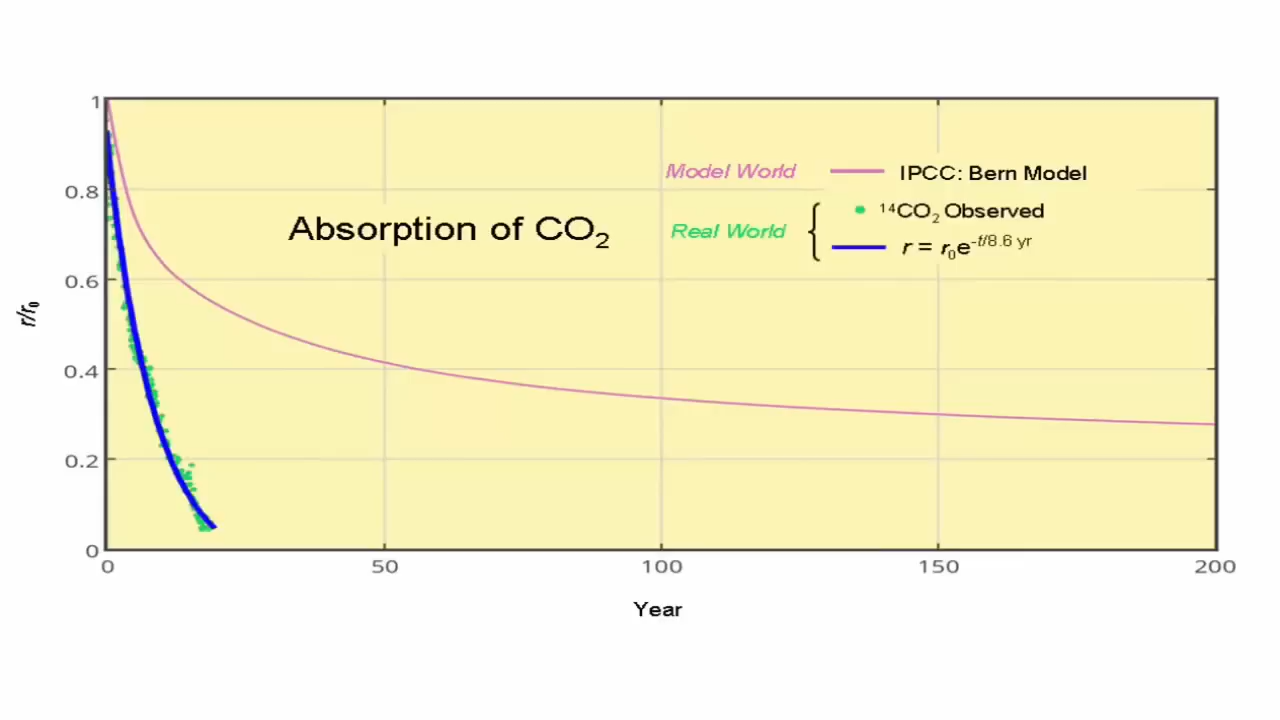 Absorption of CO₂
Model World
IPCC: Bern Model
Real World
¹⁴CO₂ Observed
r = r₀e^-t/8.6 yr
r/r₀
1
0.8
0.6
0.4
0.2
0
0 50 100 150 200
Year